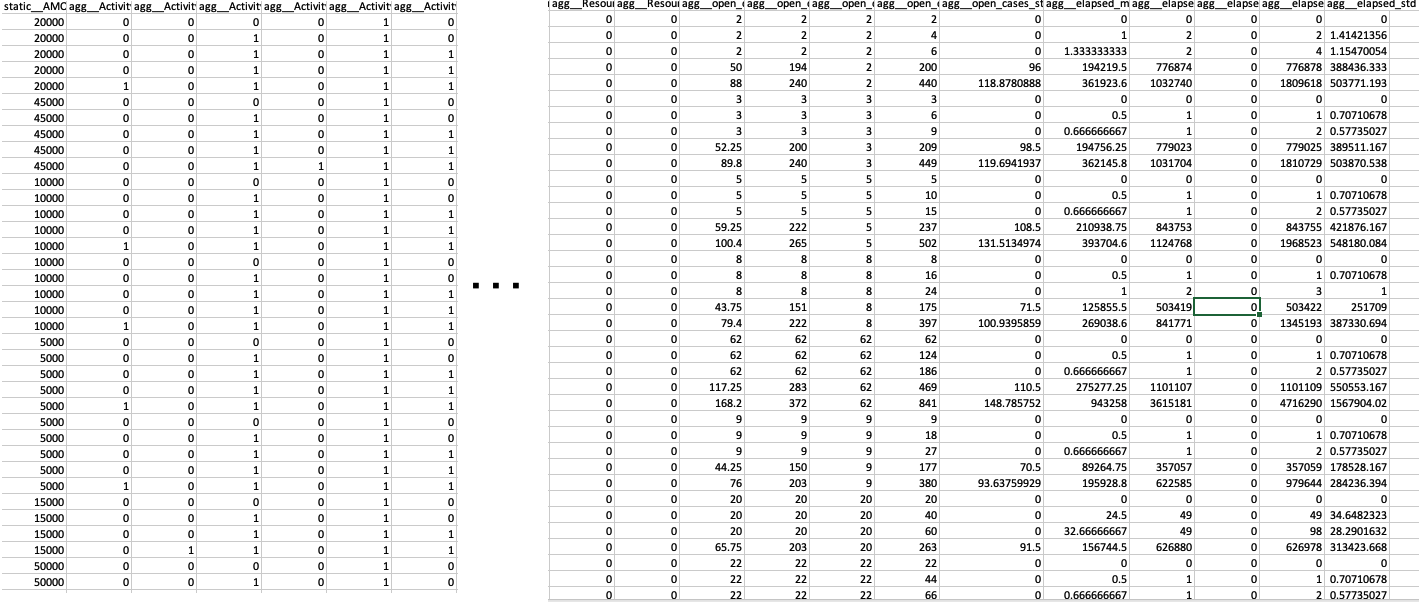 static__AMO agg__Activit agg__Activit agg__Activit agg__Activit agg__Activit agg__Activit agg__Resou agg__Resou agg__open_ agg__open_ agg__open_ agg__open_ agg__open_cases_st agg__elapsed_m agg__elapse agg__elapse agg__elapse agg__elapsed_std
20000 0 0 0 0 1 0 0 0 2 2 2 2 0 0 0 0 0 0
20000 0 0 1 0 1 0 0 0 2 2 2 4 0 1 2 0 2 1.41421356
20000 0 0 1 0 1 1 0 0 2 2 2 6 0 1.333333333 2 0 4 1.15470054
20000 0 0 1 0 1 1 0 0 50 194 2 200 96 194219.5 776874 0 776878 388436.333
20000 1 0 1 0 1 1 0 0 88 240 2 440 118.8780888 361923.6 1032740 0 1809618 503771.193
45000 0 0 0 0 1 0 0 0 3 3 3 3 0 0 0 0 0 0
45000 0 0 1 0 1 0 0 0 3 3 3 6 0 0.5 1 0 1 0.70710678
45000 0 0 1 0 1 1 0 0 3 3 3 9 0 0.666666667 1 0 2 0.57735027
45000 0 0 1 0 1 1 0 0 52.25 200 3 209 98.5 194756.25 779023 0 779025 389511.167
45000 0 0 1 1 1 1 0 0 89.8 240 3 449 119.6941937 362145.8 1031704 0 1810729 503870.538
10000 0 0 0 0 1 0 0 0 5 5 5 5 0 0 0 0 0 0
10000 0 0 1 0 1 0 0 0 5 5 5 10 0 0.5 1 0 1 0.70710678
10000 0 0 1 0 1 1 0 0 5 5 5 15 0 0.666666667 1 0 2 0.57735027
10000 0 0 1 0 1 1 0 0 59.25 222 5 237 108.5 210938.75 843753 0 843755 421876.167
10000 1 0 1 0 1 1 0 0 100.4 265 5 502 131.5134974 393704.6 1124768 0 1968523 548180.084
10000 0 0 0 0 1 0 0 0 8 8 8 8 0 0 0 0 0 0
10000 0 0 1 0 1 0 0 0 8 8 8 16 0 0.5 1 0 1 0.70710678
10000 0 0 1 0 1 1 ... 0 0 8 8 8 24 0 1 2 0 3 1
10000 0 0 1 0 1 1 0 0 43.75 151 8 175 71.5 125855.5 503419 0 503422 251709
10000 1 0 1 0 1 1 0 0 79.4 222 8 397 100.9395859 269038.6 841771 0 1345193 387330.694
5000 0 0 0 0 1 0 0 0 62 62 62 62 0 0 0 0 0 0
5000 0 0 1 0 1 0 0 0 62 62 62 124 0 0.5 1 0 1 0.70710678
5000 0 0 1 0 1 1 0 0 62 62 62 186 0 0.666666667 1 0 2 0.57735027
5000 0 0 1 0 1 1 0 0 117.25 283 62 469 110.5 275277.25 1101107 0 1101109 550553.167
5000 1 0 1 0 1 1 0 0 168.2 372 62 841 148.785752 943258 3615181 0 4716290 1567904.02
5000 0 0 0 0 1 0 0 0 9 9 9 9 0 0 0 0 0 0
5000 0 0 1 0 1 0 0 0 9 9 9 18 0 0.5 1 0 1 0.70710678
5000 0 0 1 0 1 1 0 0 9 9 9 27 0 0.666666667 1 0 2 0.57735027
5000 0 0 1 0 1 1 0 0 44.25 150 9 177 70.5 89264.75 357057 0 357059 178528.167
5000 1 0 1 0 1 1 0 0 76 203 9 380 93.63759929 195928.8 622585 0 979644 284236.394
15000 0 0 0 0 1 0 0 0 20 20 20 20 0 0 0 0 0 0
15000 0 0 1 0 1 0 0 0 20 20 20 40 0 24.5 49 0 49 34.6482323
15000 0 0 1 0 1 1 0 0 20 20 20 60 0 32.66666667 49 0 98 28.2901632
15000 0 1 1 0 1 1 0 0 65.75 203 20 263 91.5 156744.5 626880 0 626978 313423.668
50000 0 0 0 0 1 0 0 0 22 22 22 22 0 0 0 0 0 0
50000 0 0 1 0 1 0 0 0 22 22 22 44 0 0.5 1 0 1 0.70710678
0 0 22 22 22 66 0 0.666666667 1 0 2 0.57735027